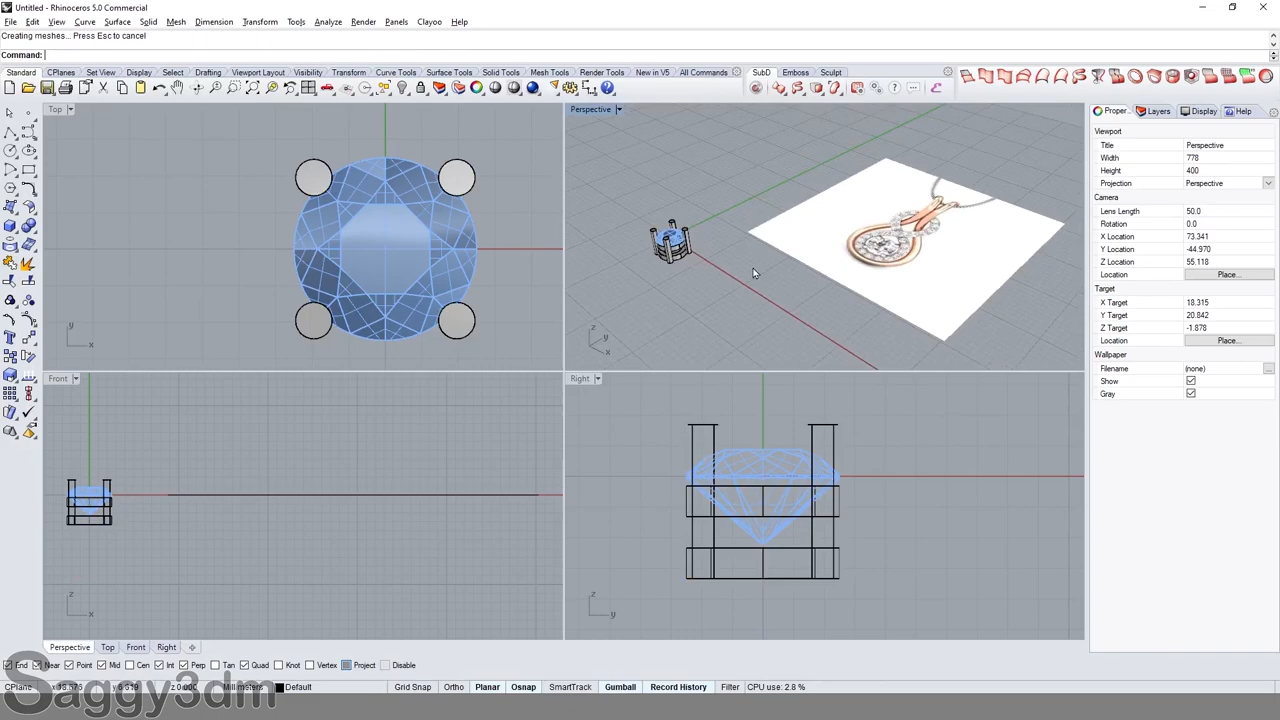 Untitled - Rhinoceros 5.0 Commercial
File Edit View Curve Surface Solid Mesh Dimension Transform Tools Analyze Render Panels Clayoo Help
Creating meshes... Press Esc to cancel
Command:
Standard CPlanes Set View Display Select Drafting Viewport Layout Visibility Transform Curve Tools Surface Tools Solid Tools Mesh Tools Render Tools New in V5 All Commands SubD Emboss Sculpt
Top
Perspective
Proper... Layers Display Help
Viewport
Title Perspective
Width 778
Height 400
Projection Perspective
Camera
Lens Length 50.0
Rotation 0.0
X Location 73.341
Y Location -44.970
Z Location 55.118
Location Place...
Target
X Target 18.315
Y Target 20.842
Z Target -1.878
Location Place...
Wallpaper
Filename (none) ...
Show
Gray
y
x
z
y
x
Front
Right
z
x
z
y
Perspective Top Front Right
End Near Point Mid Cen Int Perp Tan Quad Knot Vertex Project Disable
Default Grid Snap Ortho Planar Osnap SmartTrack Gumball Record History Filter CPU use: 2.8 %
Saggy3dm